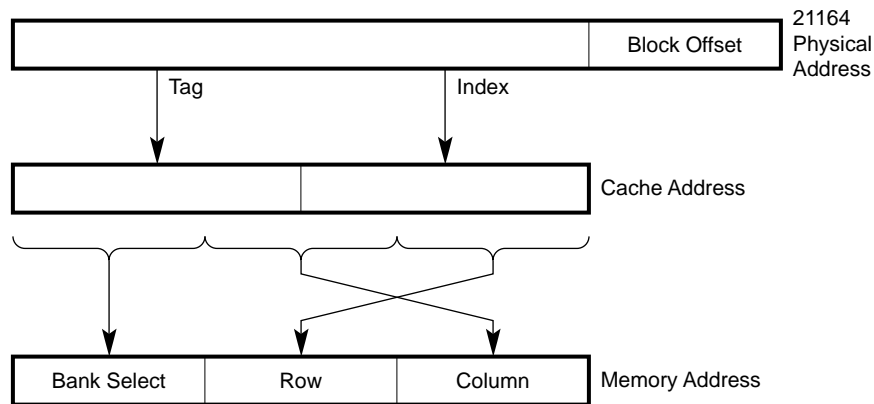 21164
Physical
Address
Block Offset
Tag
Index
Cache Address
Bank Select
Row
Column
Memory Address